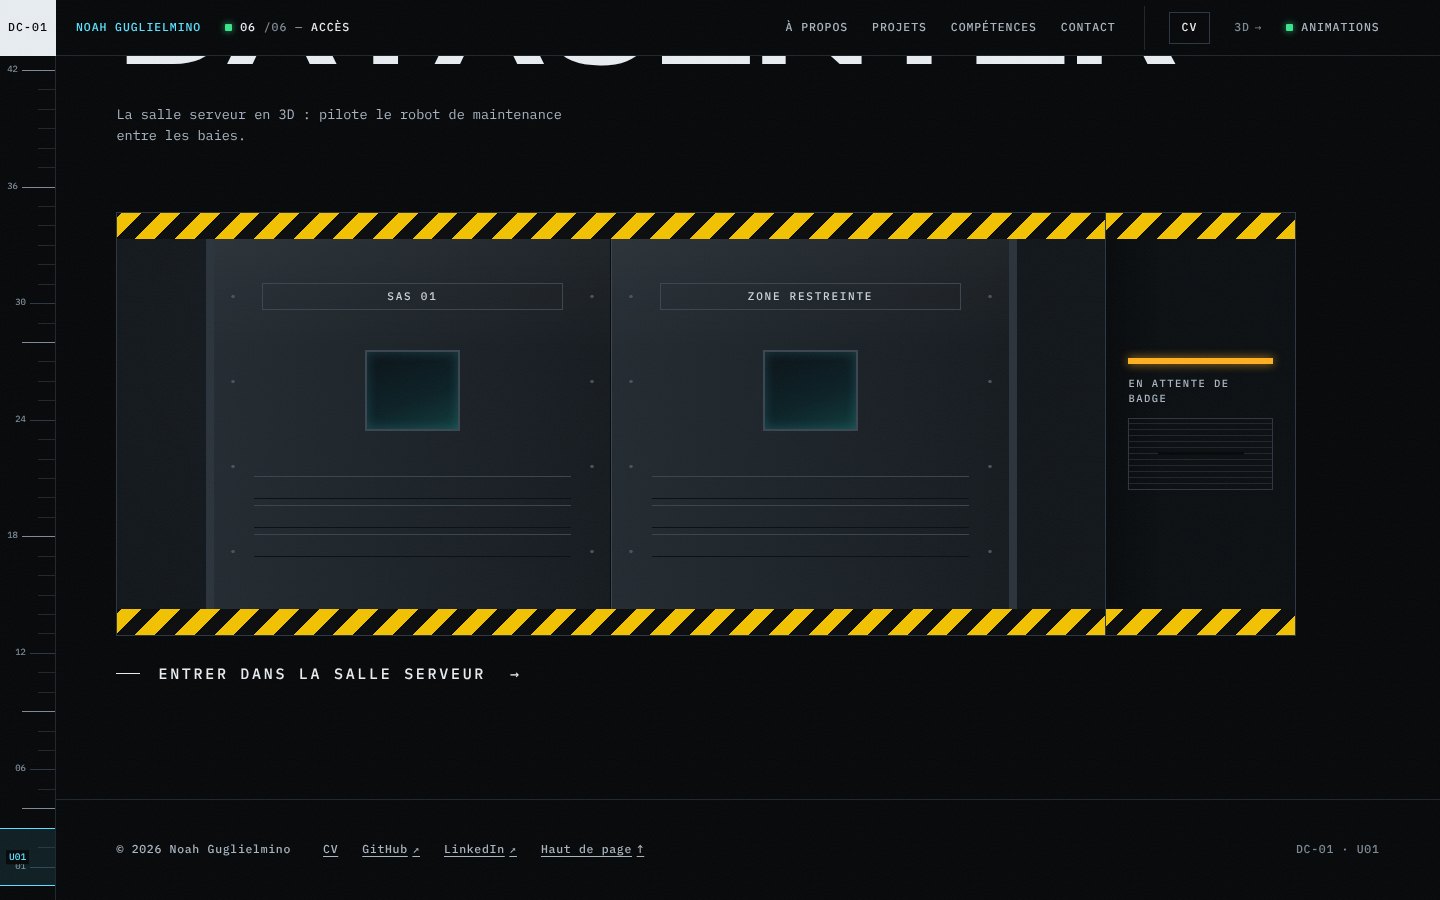 DC-01
NOAH GUGLIELMINO
06 /06 — ACCÈS
À PROPOS
PROJETS
COMPÉTENCES
CONTACT
CV
3D →
ANIMATIONS
La salle serveur en 3D : pilote le robot de maintenance
entre les baies.
42
36
30
24
18
12
06
U01
01
SAS 01
ZONE RESTREINTE
EN ATTENTE DE
BADGE
ENTRER DANS LA SALLE SERVEUR →
© 2026 Noah Guglielmino
CV
GitHub ↗
LinkedIn ↗
Haut de page ↑
DC-01 · U01